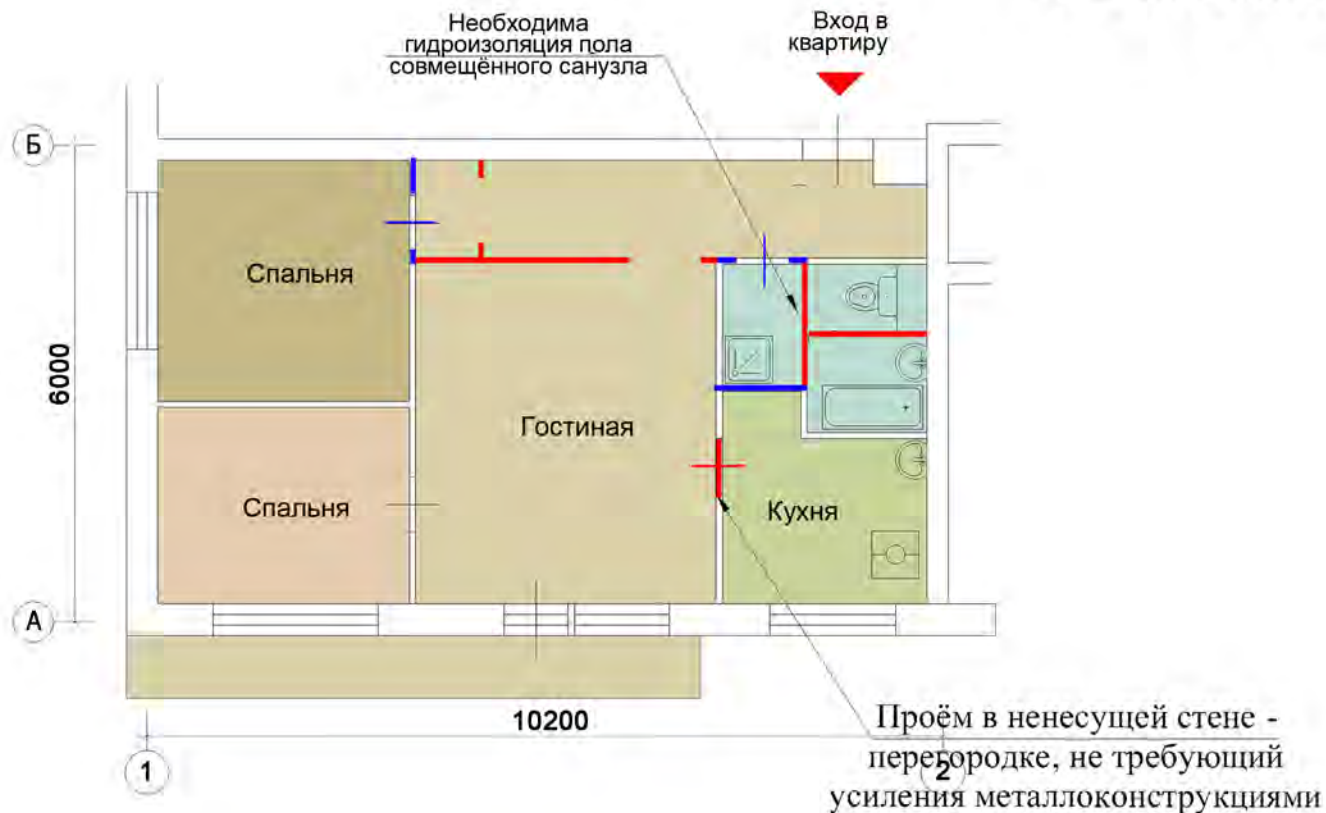 Необходима
гидроизоляция пола
совмещённого санузла
Вход в
квартиру
Б
Спальня
6000
Гостиная
Спальня
Кухня
А
10200
1
2
Проём в ненесущей стене -
перегородке, не требующий
усиления металлоконструкциями